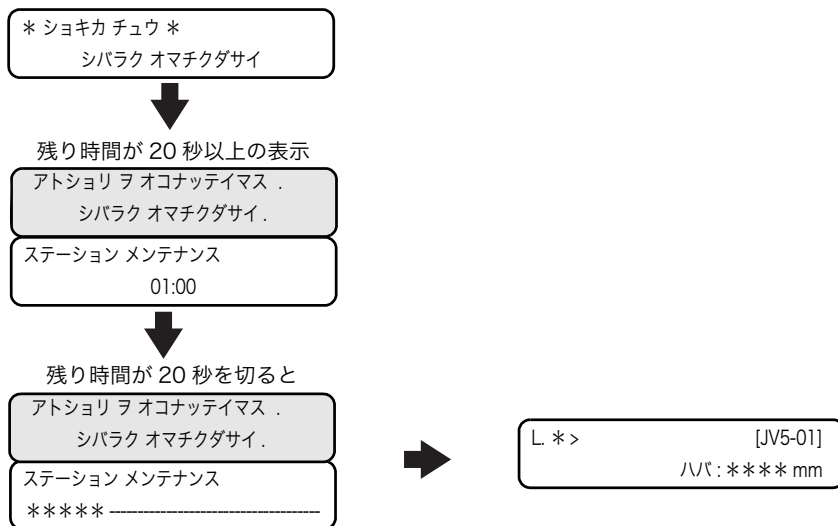 ＊ ショキカ チュウ ＊
シバラク オマチクダサイ
残り時間が 20 秒以上の表示
アトショリ ヲ オコナッテイマス .
シバラク オマチクダサイ .
ステーション メンテナンス
01:00
残り時間が 20 秒を切ると
アトショリ ヲ オコナッテイマス .
シバラク オマチクダサイ .
ステーション メンテナンス
＊＊＊＊＊ ------------------------------------
L. ＊ > [JV5-01]
ハバ : ＊＊＊＊ mm